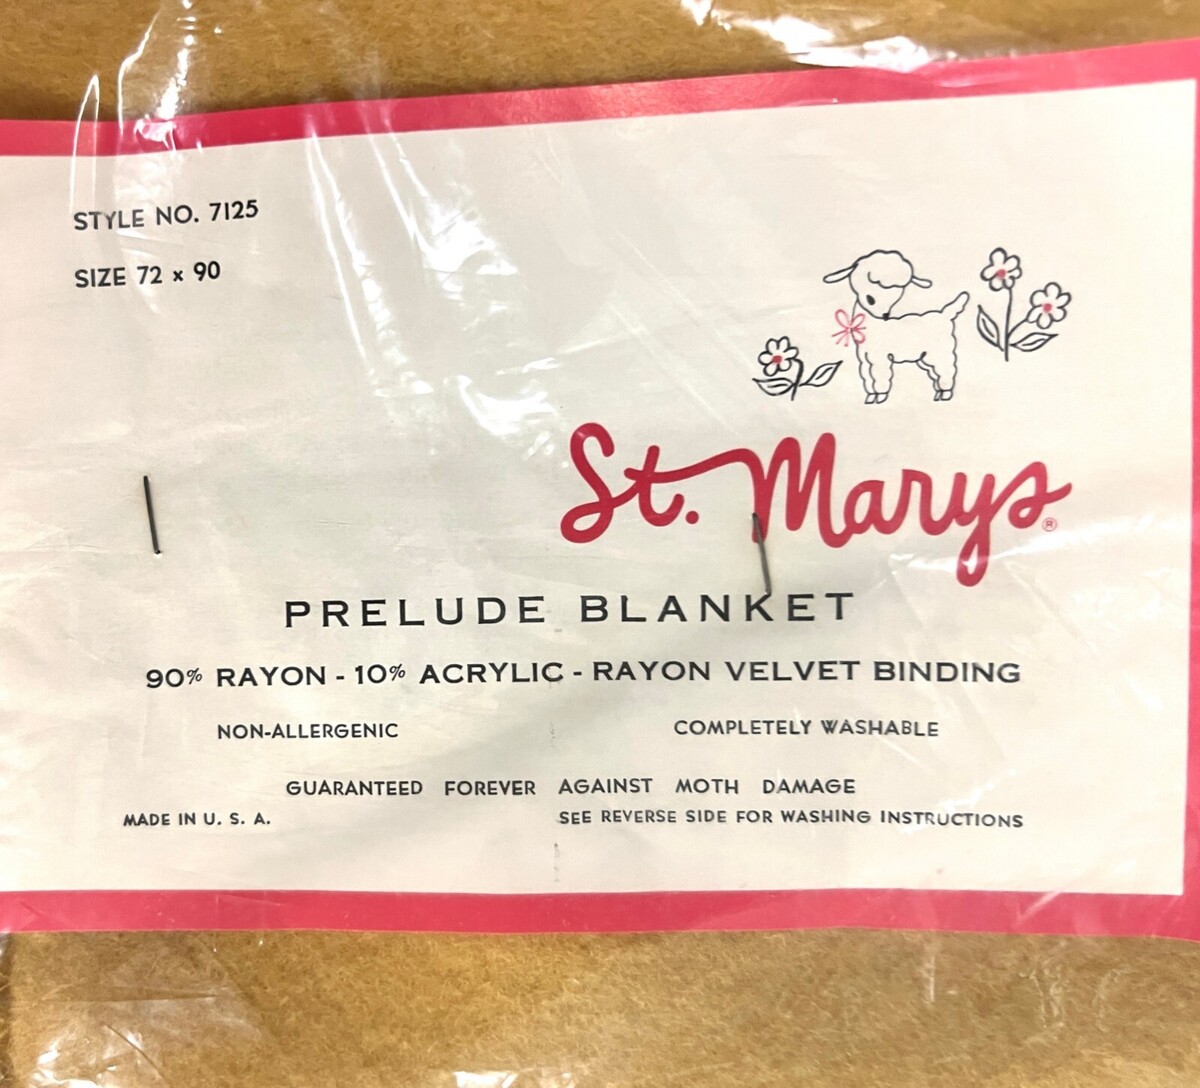 STYLE NO. 7125
SIZE 72 x 90
St. Marys®
PRELUDE BLANKET
90% RAYON - 10% ACRYLIC - RAYON VELVET BINDING
NON-ALLERGENIC COMPLETELY WASHABLE
GUARANTEED FOREVER AGAINST MOTH DAMAGE
MADE IN U. S. A. SEE REVERSE SIDE FOR WASHING INSTRUCTIONS